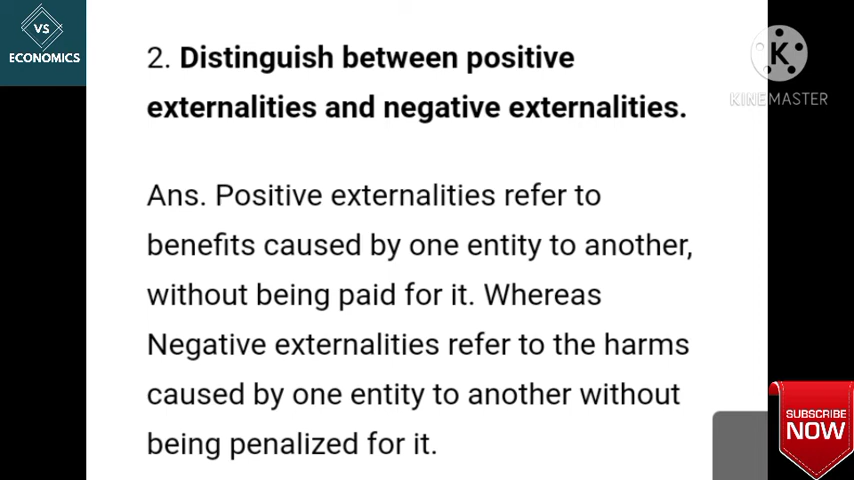 VS
ECONOMICS
2. Distinguish between positive
externalities and negative externalities.
K
KINEMASTER
Ans. Positive externalities refer to
benefits caused by one entity to another,
without being paid for it. Whereas
Negative externalities refer to the harms
caused by one entity to another without
being penalized for it.
SUBSCRIBE
NOW